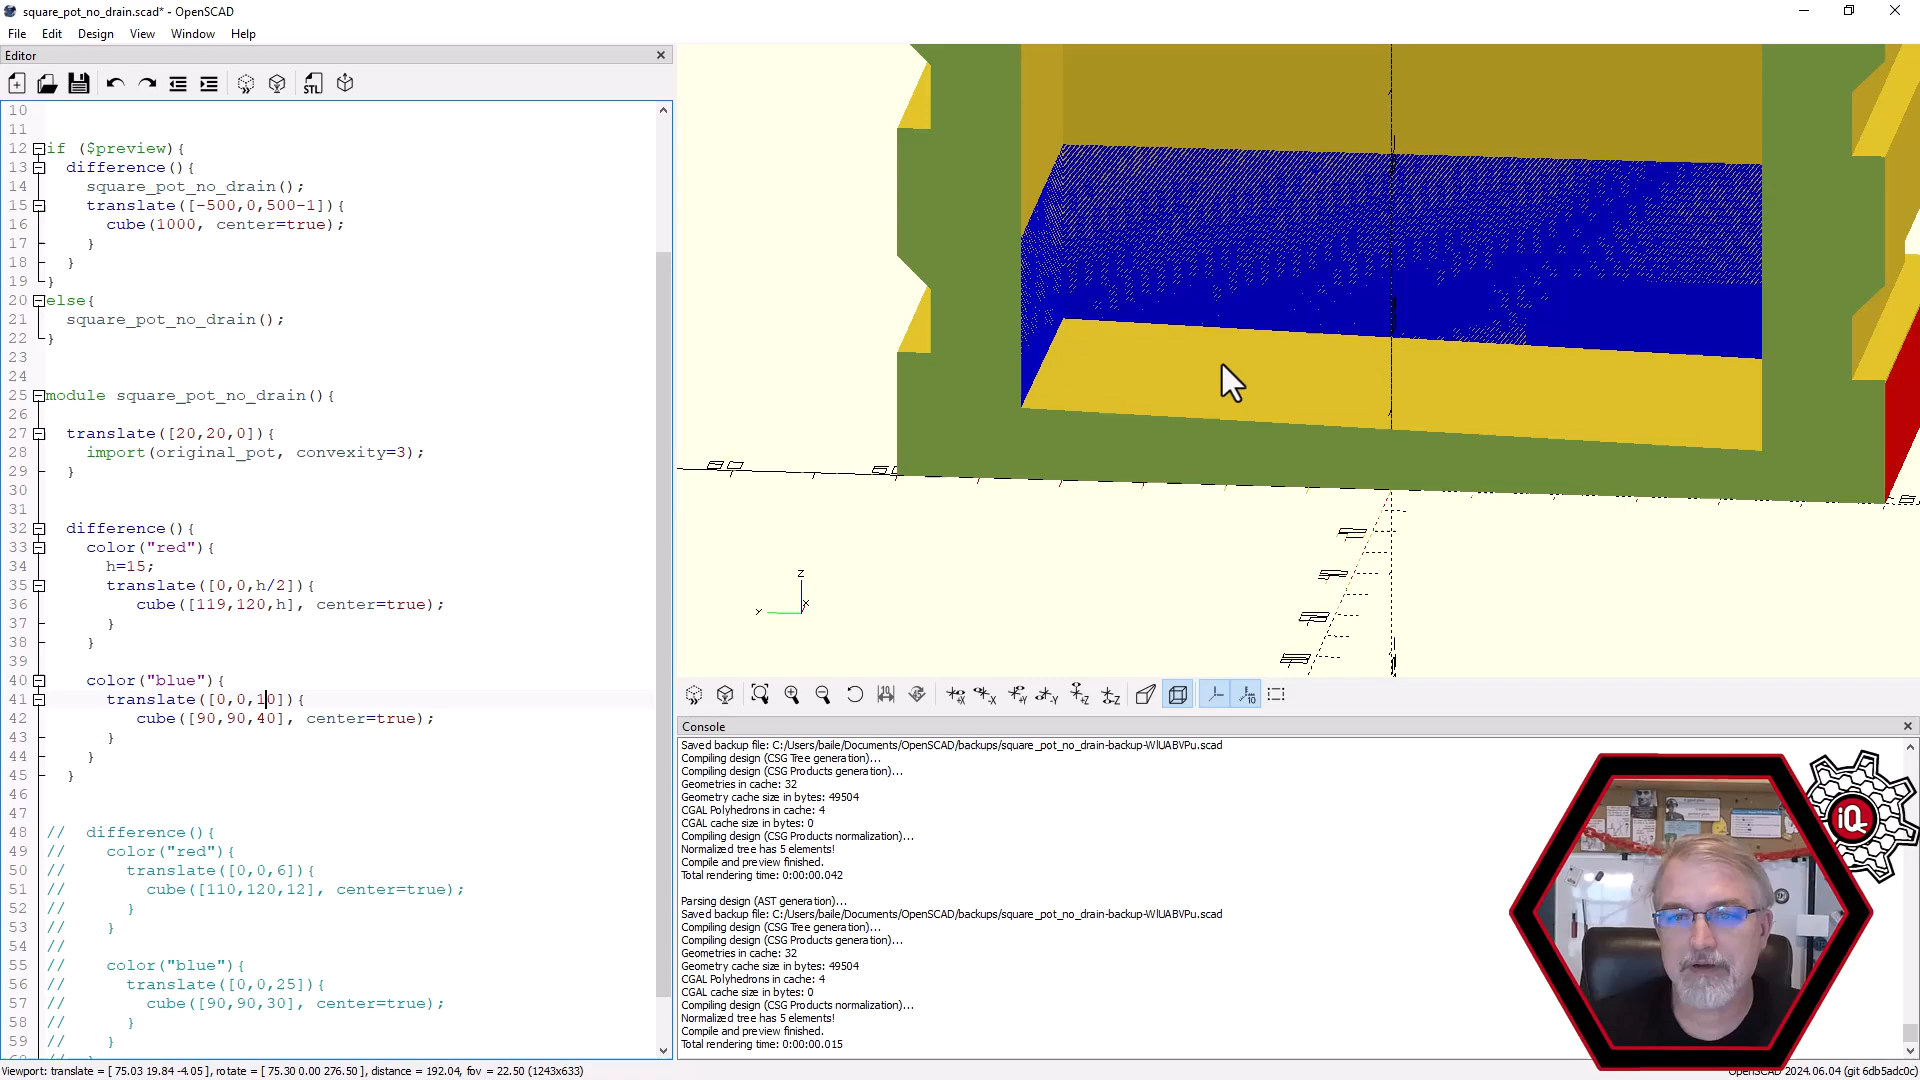 square_pot_no_drain.scad* - OpenSCAD
File Edit Design View Window Help
Editor
STL
10
11
12 if ($preview){
13 difference(){
14 square_pot_no_drain();
15 translate([-500,0,500-1]){
16 cube(1000, center=true);
17 }
18 }
19 }
20 else{
21 square_pot_no_drain();
22 }
23
24
25 module square_pot_no_drain(){
26
27 translate([20,20,0]){
28 import(original_pot, convexity=3);
29 }
30
31
32 difference(){
33 color("red"){
34 h=15;
35 translate([0,0,h/2]){
36 cube([119,120,h], center=true);
37 }
38 }
39
40 color("blue"){
41 translate([0,0,10]){
42 cube([90,90,40], center=true);
43 }
44 }
45 }
46
47
48 // difference(){
49 // color("red"){
50 // translate([0,0,6]){
51 // cube([110,120,12], center=true);
52 // }
53 // }
54 //
55 // color("blue"){
56 // translate([0,0,25]){
57 // cube([90,90,30], center=true);
58 // }
59 // }
Z
Y
X
Console
Saved backup file: C:/Users/baile/Documents/OpenSCAD/backups/square_pot_no_drain-backup-WlUABVPu.scad
Compiling design (CSG Tree generation)...
Compiling design (CSG Products generation)...
Geometries in cache: 32
Geometry cache size in bytes: 49504
CGAL Polyhedrons in cache: 4
CGAL cache size in bytes: 0
Compiling design (CSG Products normalization)...
Normalized tree has 5 elements!
Compile and preview finished.
Total rendering time: 0:00:00.042
Parsing design (AST generation)...
Saved backup file: C:/Users/baile/Documents/OpenSCAD/backups/square_pot_no_drain-backup-WlUABVPu.scad
Compiling design (CSG Tree generation)...
Compiling design (CSG Products generation)...
Geometries in cache: 32
Geometry cache size in bytes: 49504
CGAL Polyhedrons in cache: 4
CGAL cache size in bytes: 0
Compiling design (CSG Products normalization)...
Normalized tree has 5 elements!
Compile and preview finished.
Total rendering time: 0:00:00.015
iQ
Viewport: translate = [ 75.03 19.84 -4.05 ], rotate = [ 75.30 0.00 276.50 ], distance = 192.04, fov = 22.50 (1243x633)
OpenSCAD 2024.06.04 (git 6db5adc0c)